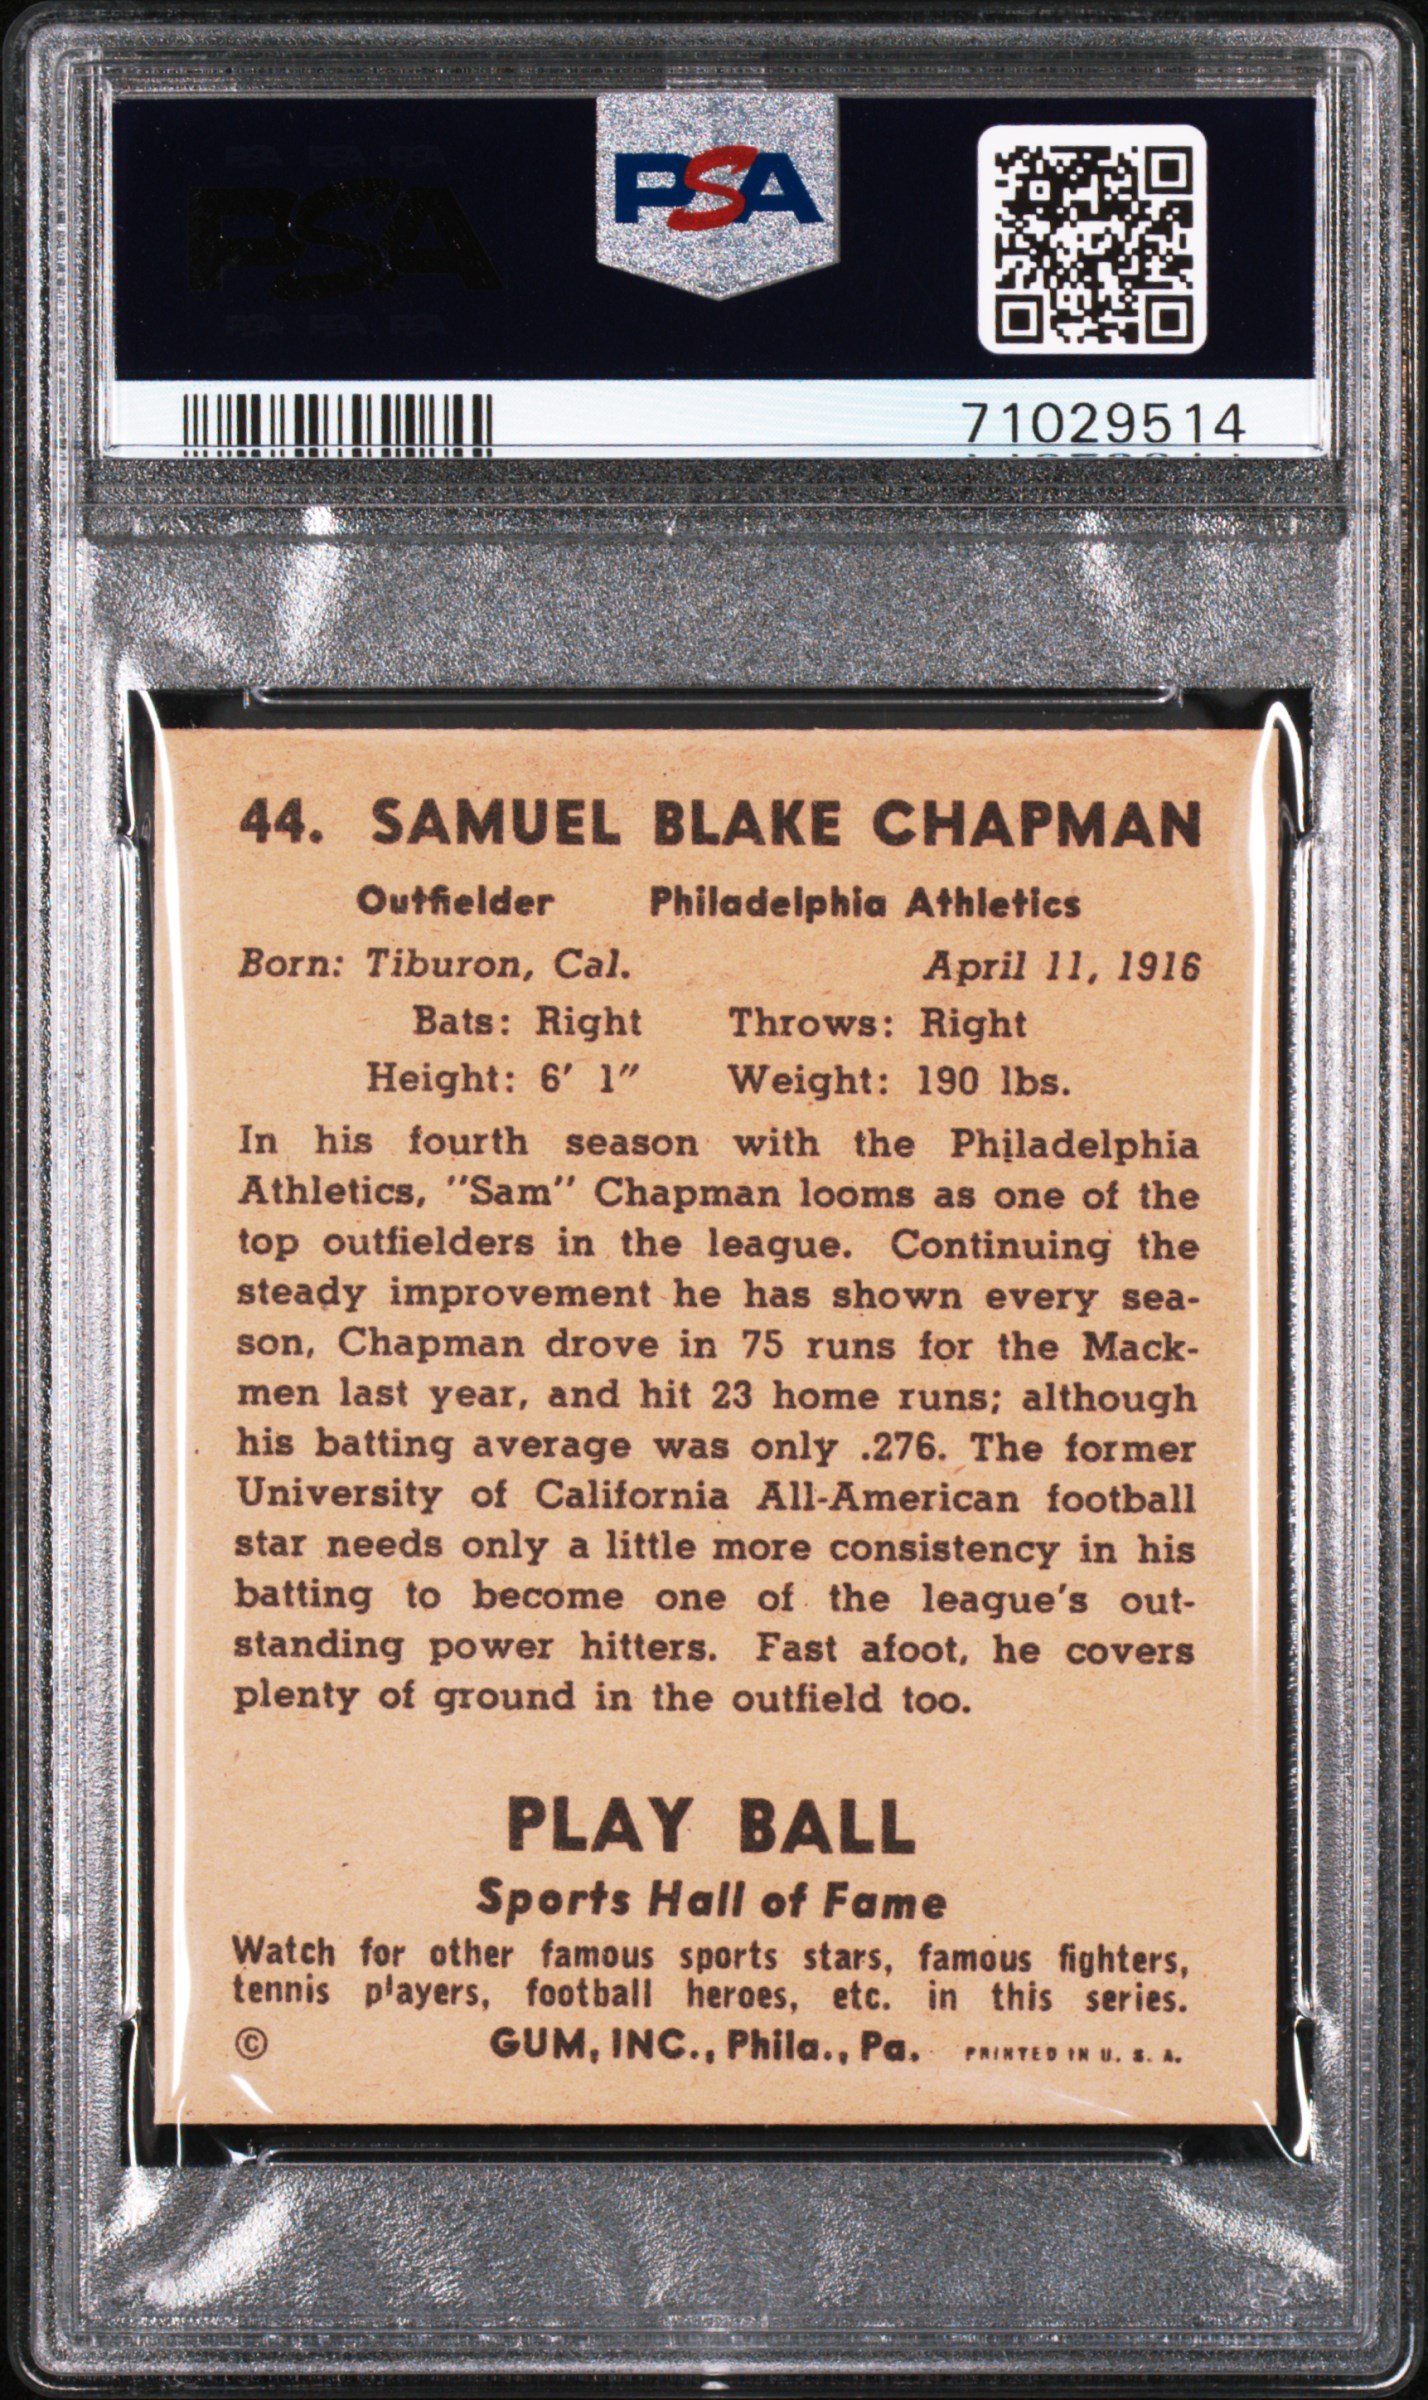 PSA PSA PSA
PSA
PSA PSA PSA
PSA
71029514
44. SAMUEL BLAKE CHAPMAN
Outfielder Philadelphia Athletics
Born: Tiburon, Cal. April 11, 1916
Bats: Right Throws: Right
Height: 6' 1" Weight: 190 lbs.
In his fourth season with the Philadelphia
Athletics, "Sam" Chapman looms as one of the
top outfielders in the league. Continuing the
steady improvement he has shown every sea-
son, Chapman drove in 75 runs for the Mack-
men last year, and hit 23 home runs; although
his batting average was only .276. The former
University of California All-American football
star needs only a little more consistency in his
batting to become one of the league's out-
standing power hitters. Fast afoot, he covers
plenty of ground in the outfield too.
PLAY BALL
Sports Hall of Fame
Watch for other famous sports stars, famous fighters,
tennis players, football heroes, etc. in this series.
© GUM, INC., Phila., Pa. PRINTED IN U. S. A.